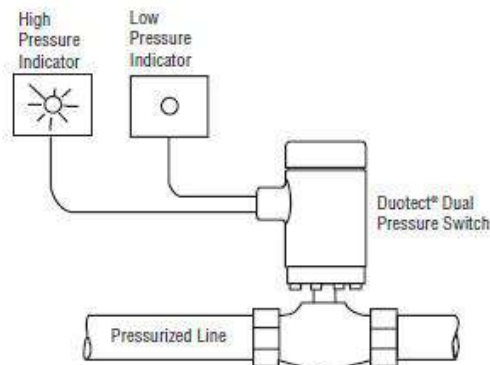 High
Pressure
Indicator
Low
Pressure
Indicator
Duotect® Dual
Pressure Switch
Pressurized Line